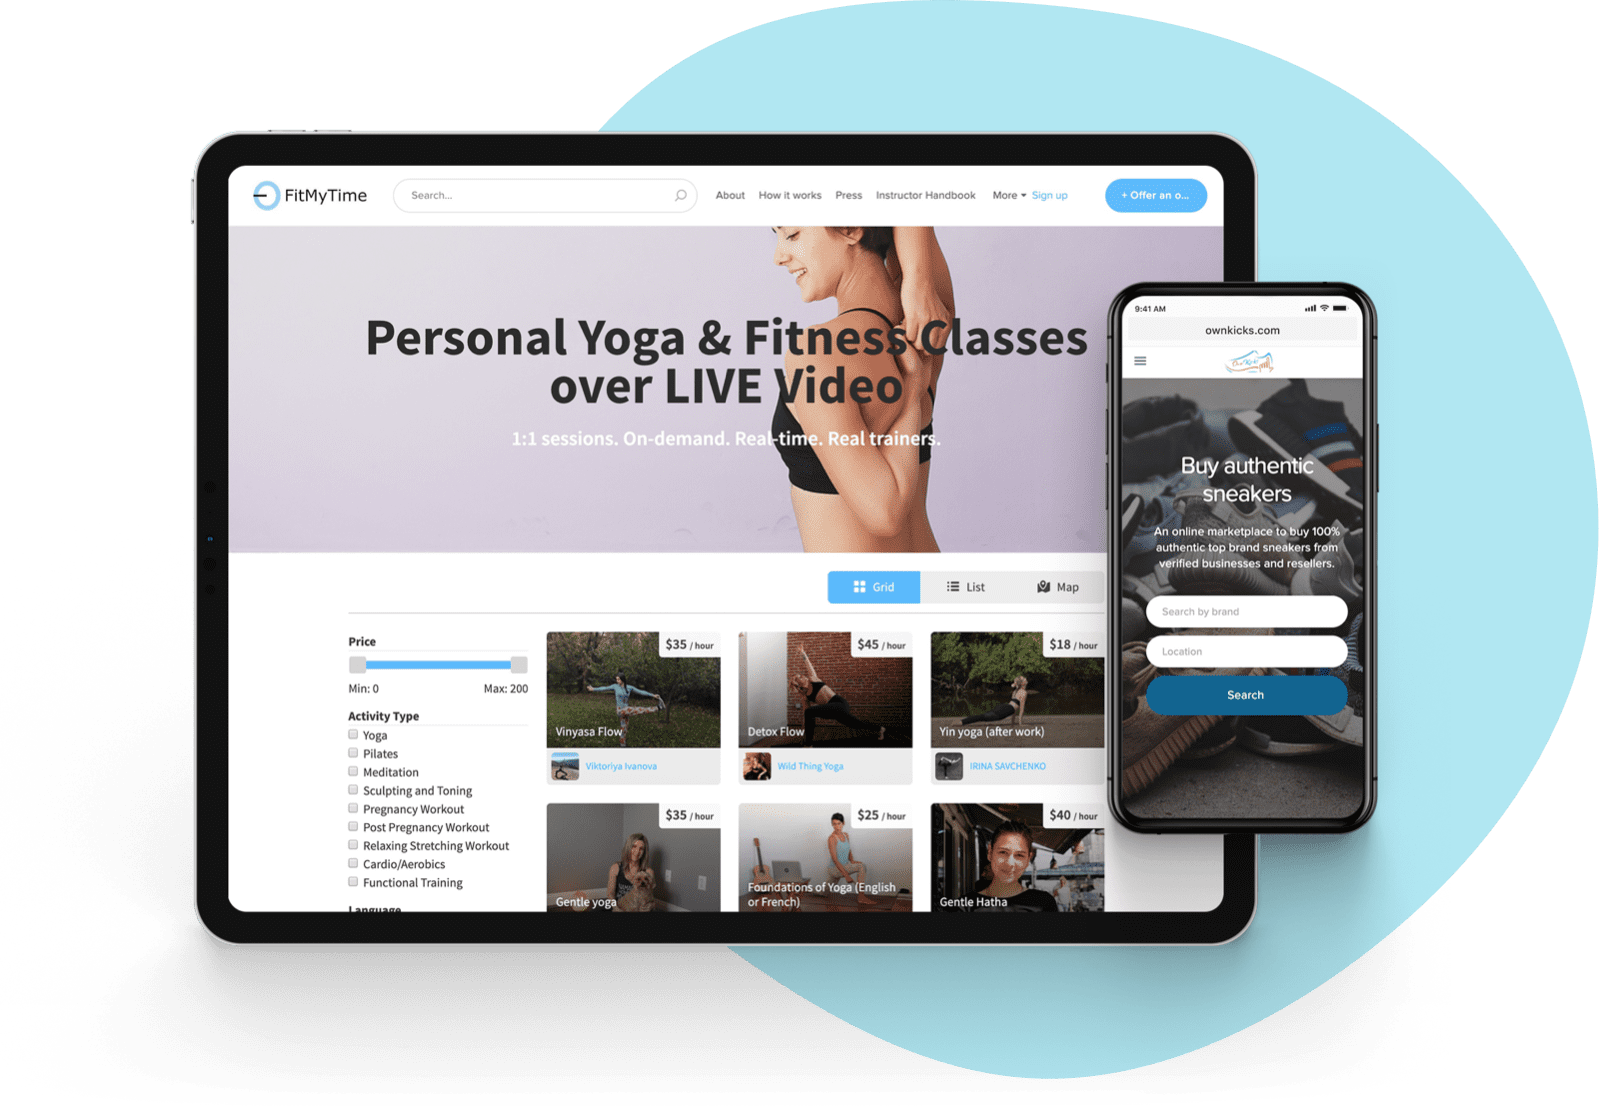 FitMyTime
Search...
About
How it works
Press
Instructor Handbook
More
Sign up
+ Offer an o...
Personal Yoga & Fitness Classes
over LIVE Video
1:1 sessions. On-demand. Real-time. Real trainers.
Grid
List
Map
Price
Min: 0
Max: 200
Activity Type
Yoga
Pilates
Meditation
Sculpting and Toning
Pregnancy Workout
Post Pregnancy Workout
Relaxing Stretching Workout
Cardio/Aerobics
Functional Training
Language
$35 / hour
Vinyasa Flow
Viktoriya Ivanova
$45 / hour
Detox Flow
Wild Thing Yoga
$18 / hour
Yin yoga (after work)
IRINA SAVCHENKO
$35 / hour
Gentle yoga
$25 / hour
Foundations of Yoga (English
or French)
$40 / hour
Gentle Hatha
9:41 AM
ownkicks.com
Buy authentic
sneakers
An online marketplace to buy 100%
authentic top brand sneakers from
verified businesses and resellers.
Search by brand
Location
Search